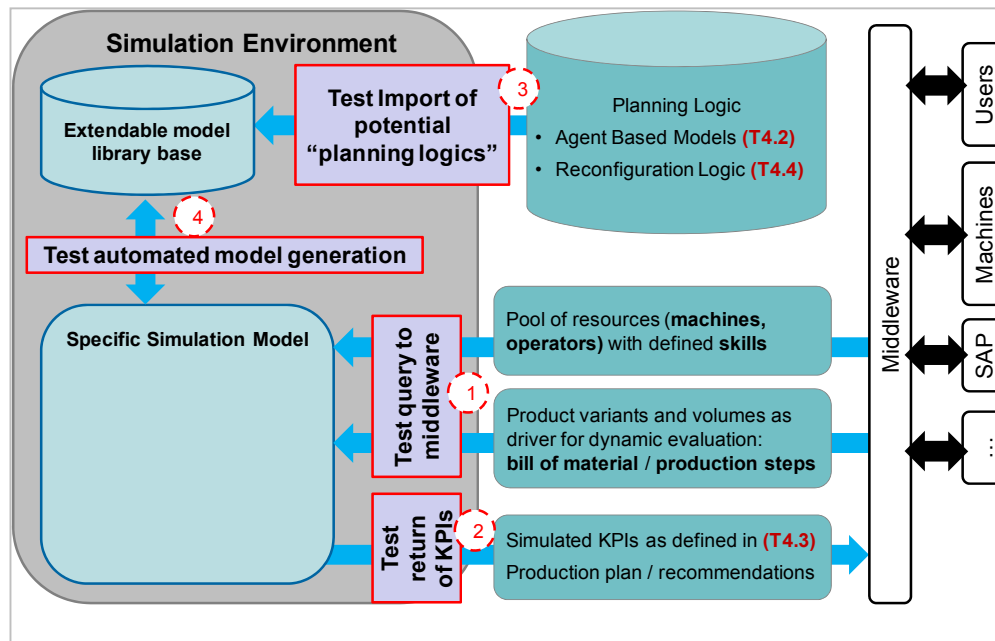 Simulation Environment
Extendable model
library base
Test Import of
potential
“planning logics”
3
Planning Logic
• Agent Based Models (T4.2)
• Reconfiguration Logic (T4.4)
4
Test automated model generation
Specific Simulation Model
Test query to
middleware
1
Pool of resources (machines,
operators) with defined skills
Product variants and volumes as
driver for dynamic evaluation:
bill of material / production steps
Test
return
of KPIs
2
Simulated KPIs as defined in (T4.3)
Production plan / recommendations
Middleware
Users
Machines
SAP
...